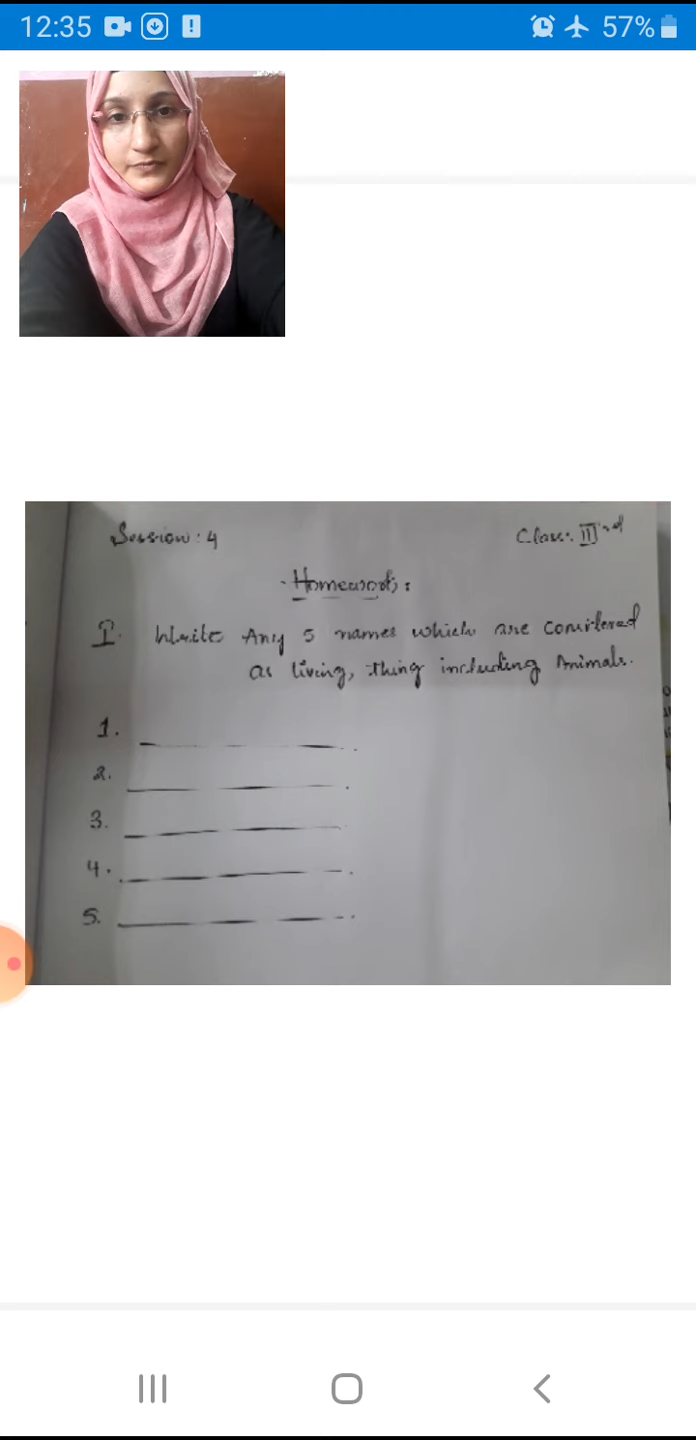 12:35 57%
Session: 4 Class: IIIrd
Homework:
I. Write Any 5 names which are considered
as living, thing including Animals.
1.
2.
3.
4.
5.